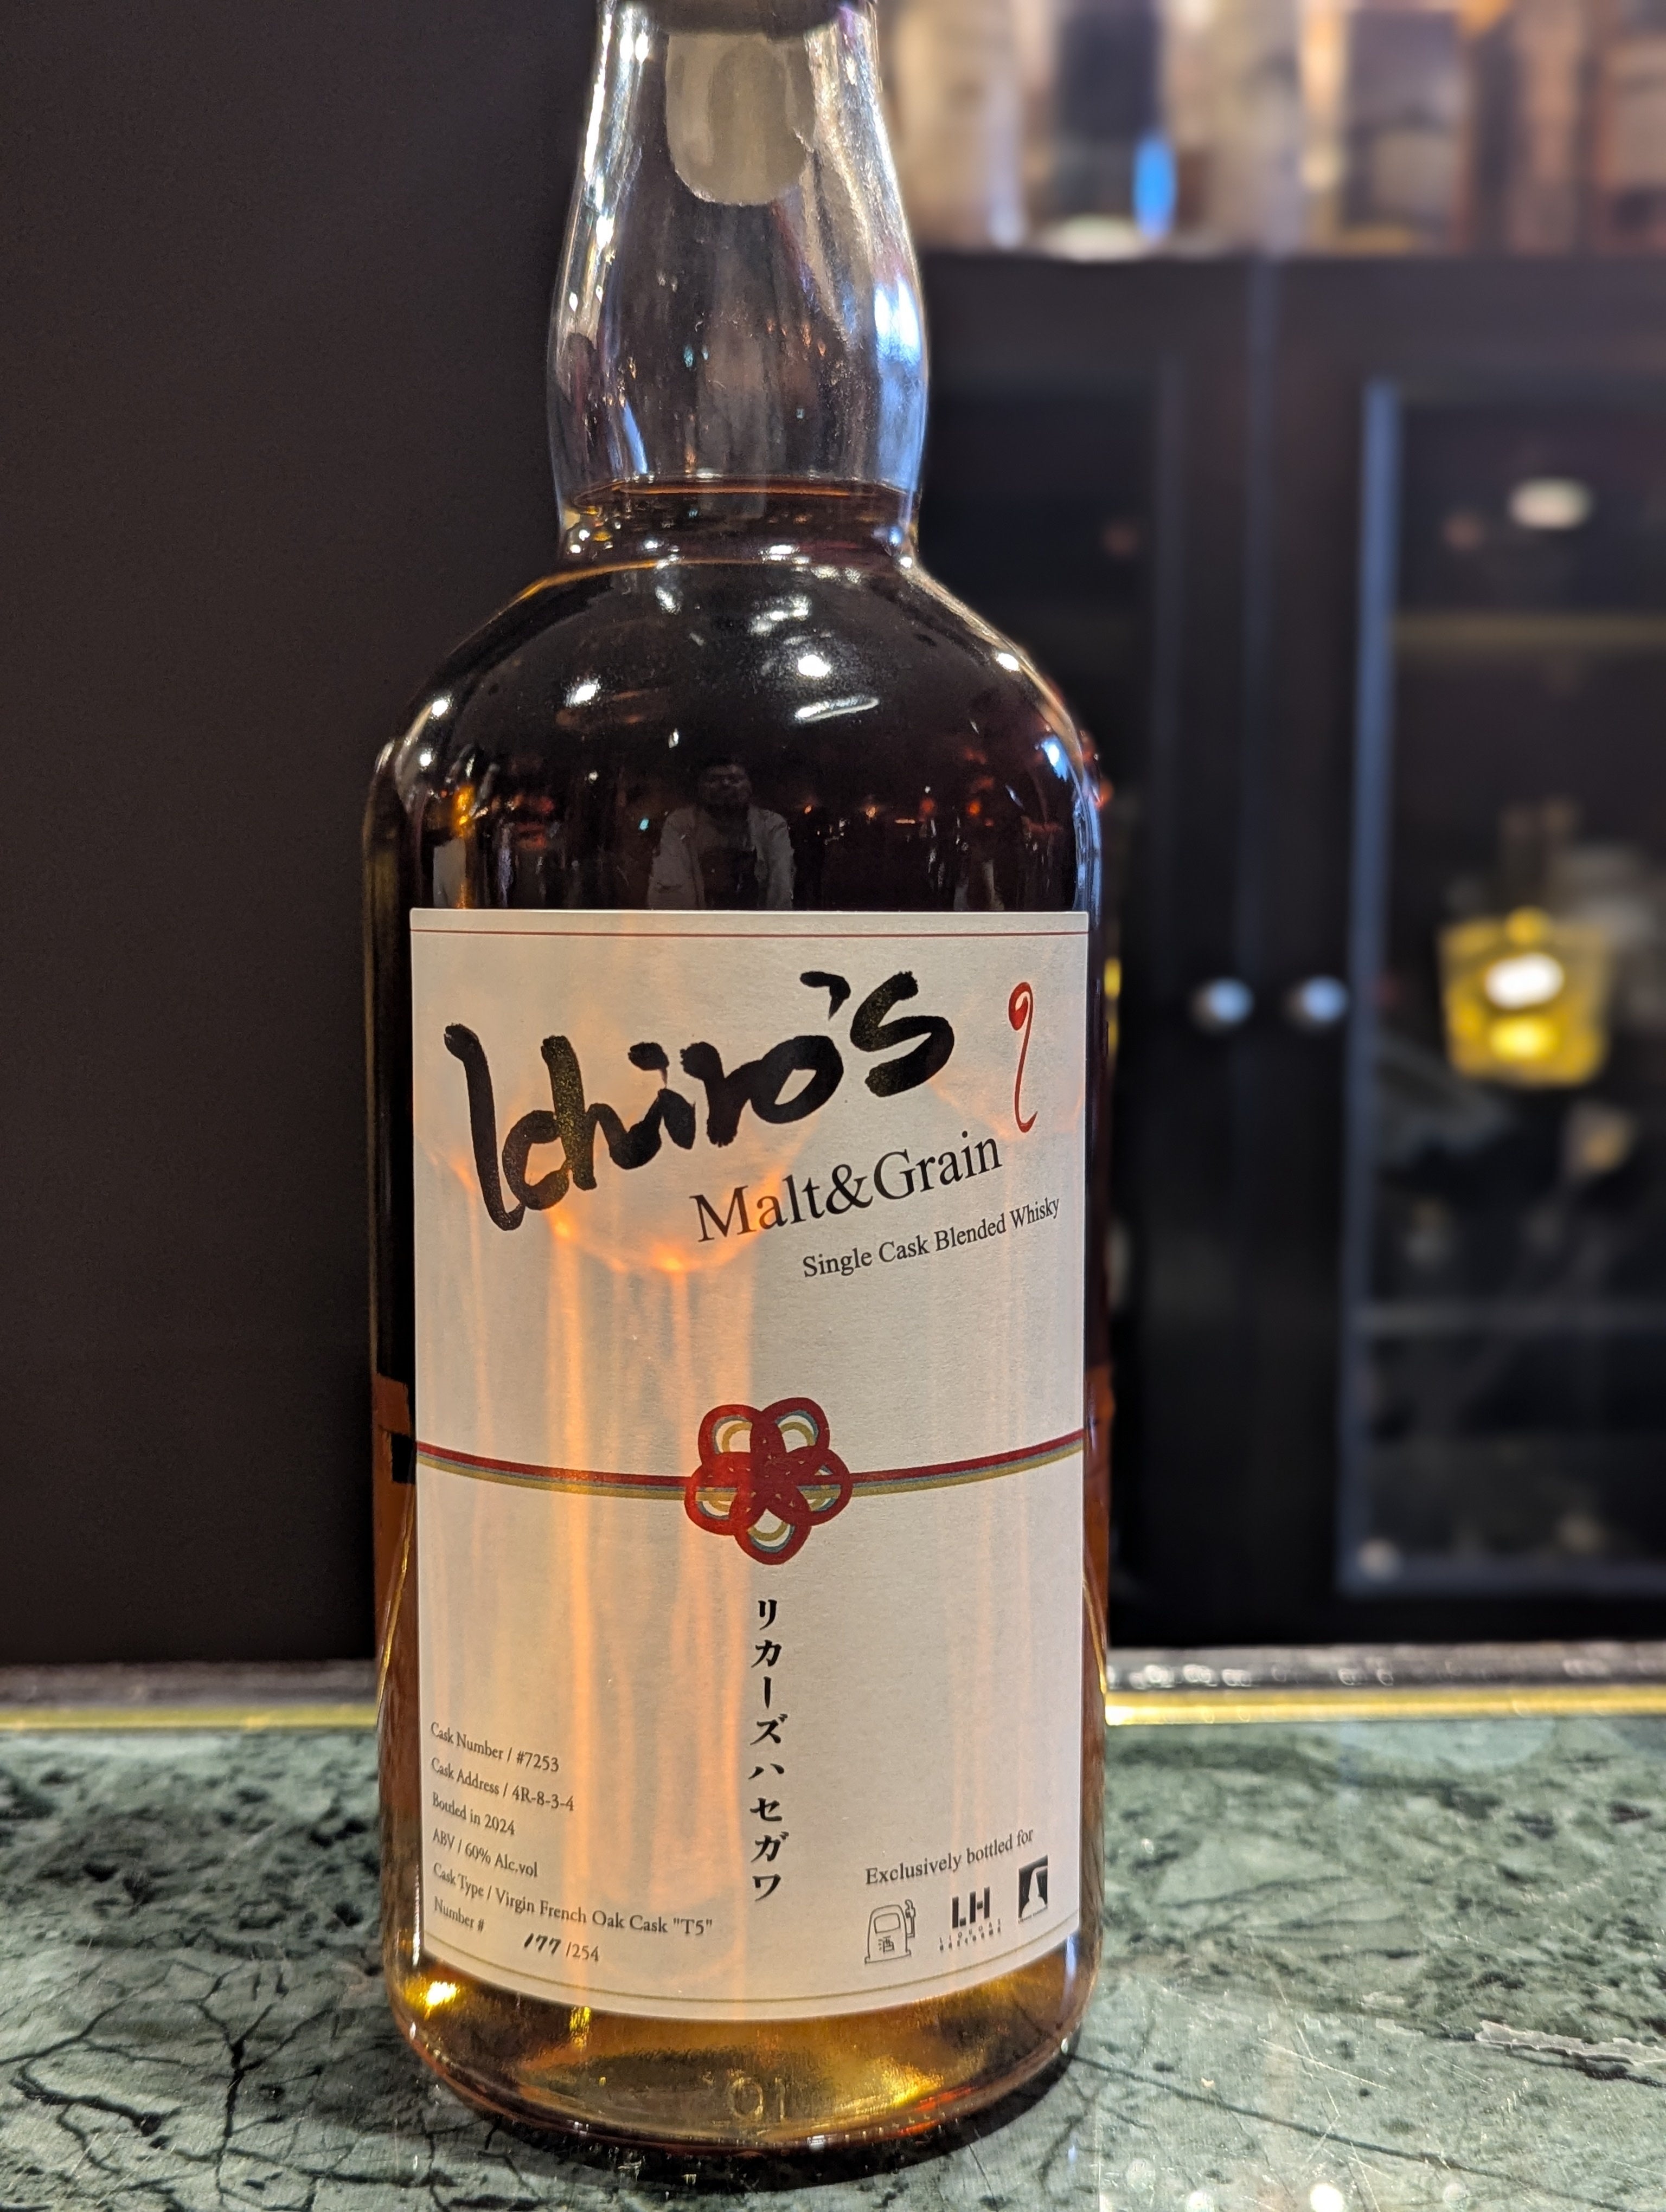 Ichiro's
Malt&Grain
Single Cask Blended Whisky
リカーズハセガワ
Cask Number / #7253
Cask Address / 4R-8-3-4
Bottled in 2024
ABV / 60% Alc.vol
Cask Type / Virgin French Oak Cask "T5"
Number #
177 /254
Exclusively bottled for
酒
LH